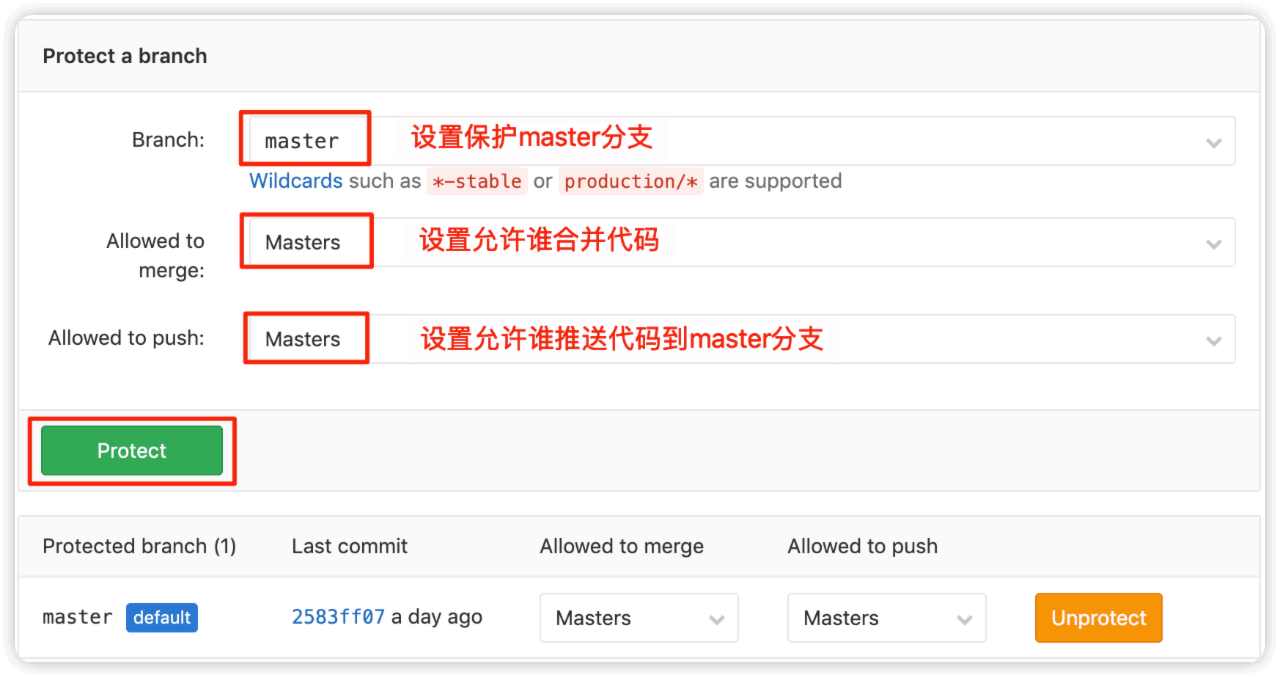 Protect a branch
Branch: master 设置保护master分支
Wildcards such as *-stable or production/* are supported
Allowed to merge: Masters 设置允许谁合并代码
Allowed to push: Masters 设置允许谁推送代码到master分支
Protect
Protected branch (1) Last commit Allowed to merge Allowed to push
master default 2583ff07 a day ago Masters Masters Unprotect